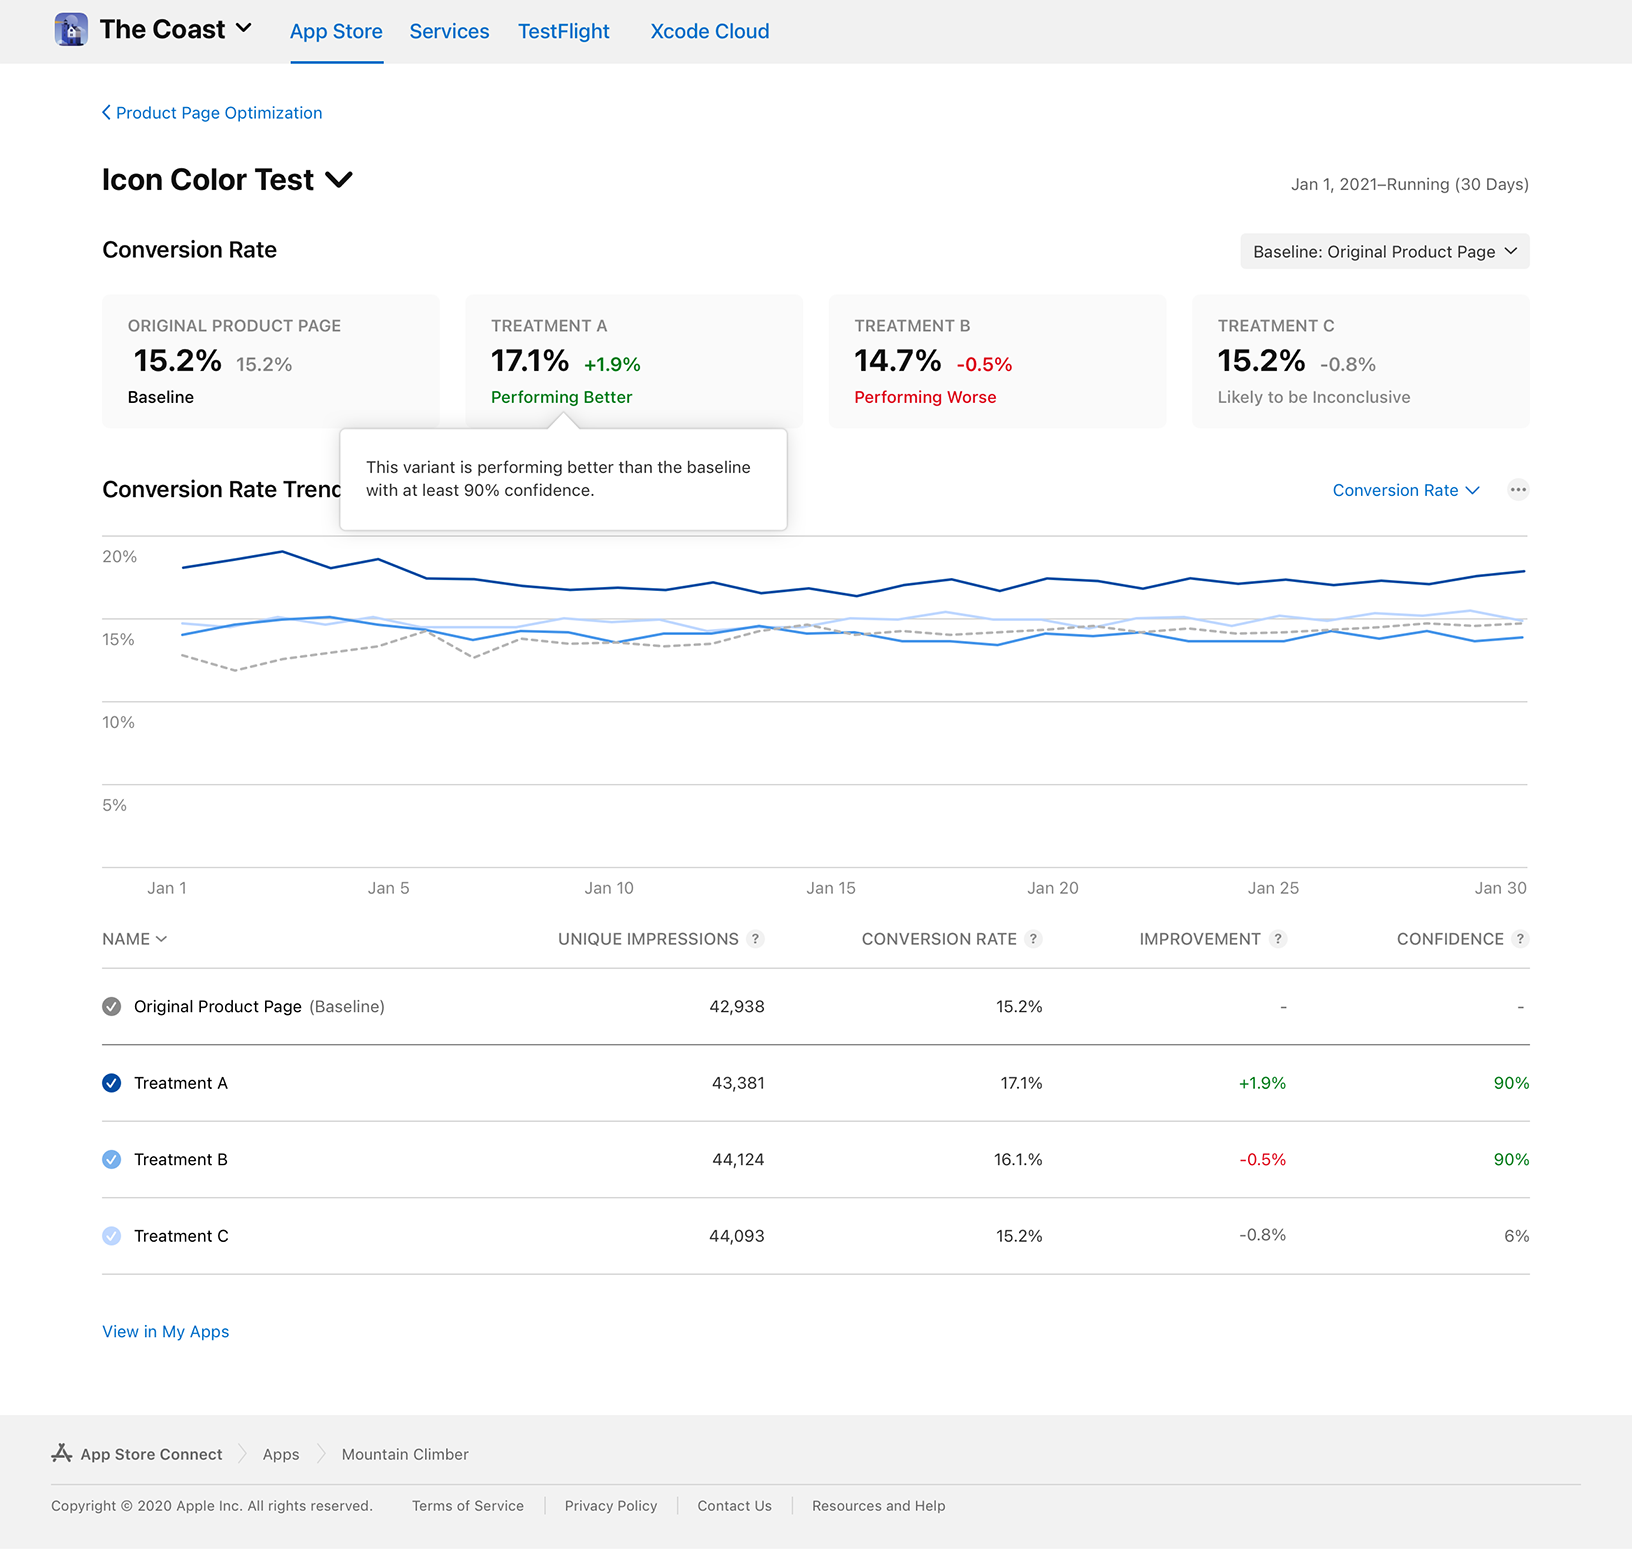 The Coast App Store Services TestFlight Xcode Cloud
Product Page Optimization
Icon Color Test
Jan 1, 2021–Running (30 Days)
Conversion Rate
Baseline: Original Product Page
ORIGINAL PRODUCT PAGE
15.2% 15.2%
Baseline
TREATMENT A
17.1% +1.9%
Performing Better
TREATMENT B
14.7% -0.5%
Performing Worse
TREATMENT C
15.2% -0.8%
Likely to be Inconclusive
This variant is performing better than the baseline
with at least 90% confidence.
Conversion Rate Trend
Conversion Rate
20%
15%
10%
5%
Jan 1 Jan 5 Jan 10 Jan 15 Jan 20 Jan 25 Jan 30
NAME UNIQUE IMPRESSIONS ? CONVERSION RATE ? IMPROVEMENT ? CONFIDENCE ?
Original Product Page (Baseline) 42,938 15.2% - -
Treatment A 43,381 17.1% +1.9% 90%
Treatment B 44,124 16.1.% -0.5% 90%
Treatment C 44,093 15.2% -0.8% 6%
View in My Apps
App Store Connect Apps Mountain Climber
Copyright © 2020 Apple Inc. All rights reserved. Terms of Service Privacy Policy Contact Us Resources and Help